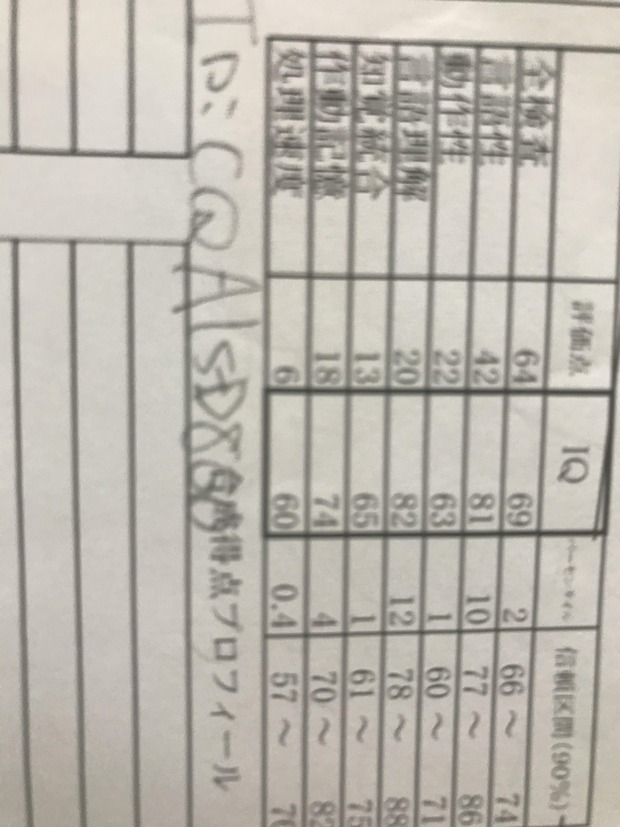 評価点 IQ パーセンタイル 信頼区間(90%)
全検査 64 69 2 66 ～ 74
言語性 42 81 10 77 ～ 86
動作性 22 63 1 60 ～ 71
言語理解 20 82 12 78 ～ 88
知覚統合 13 65 1 61 ～ 75
作動記憶 18 74 4 70 ～ 82
処理速度 6 60 0.4 57 ～
得点プロフィール